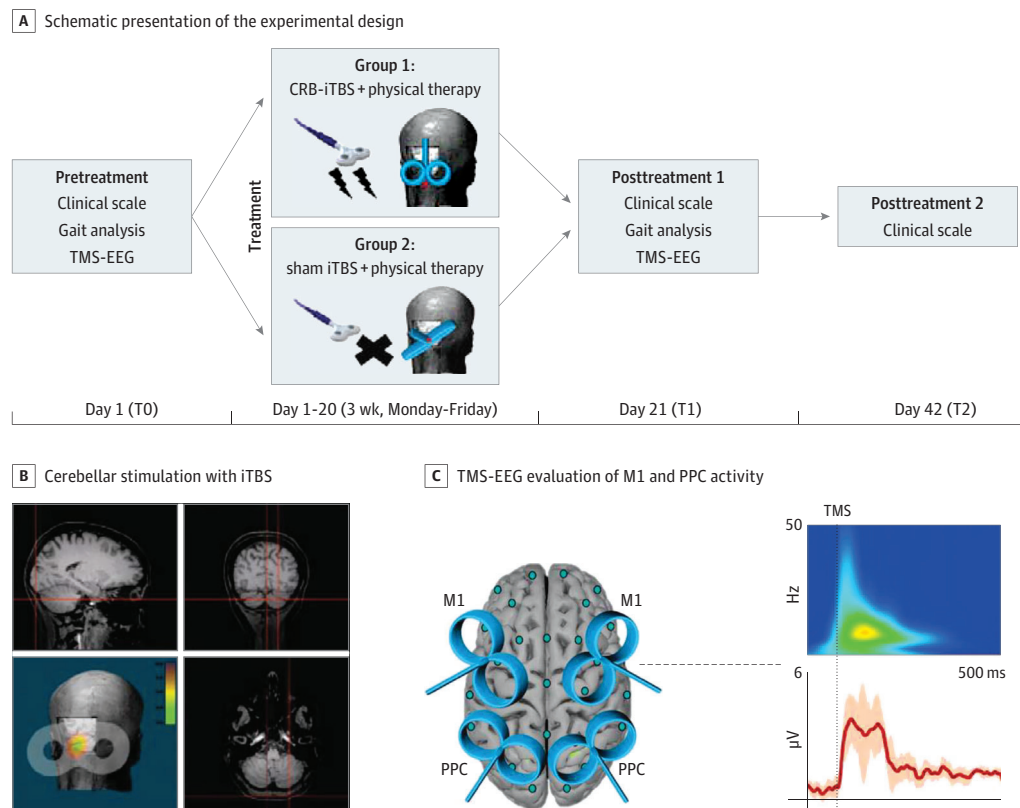 A Schematic presentation of the experimental design
Group 1:
CRB-iTBS + physical therapy
Pretreatment
Clinical scale
Gait analysis
TMS-EEG
Treatment
Group 2:
sham iTBS + physical therapy
Posttreatment 1
Clinical scale
Gait analysis
TMS-EEG
Posttreatment 2
Clinical scale
Day 1 (T0)
Day 1-20 (3 wk, Monday-Friday)
Day 21 (T1)
Day 42 (T2)
B Cerebellar stimulation with iTBS
C TMS-EEG evaluation of M1 and PPC activity
M1
M1
PPC
PPC
TMS
50
Hz
500 ms
6
µV